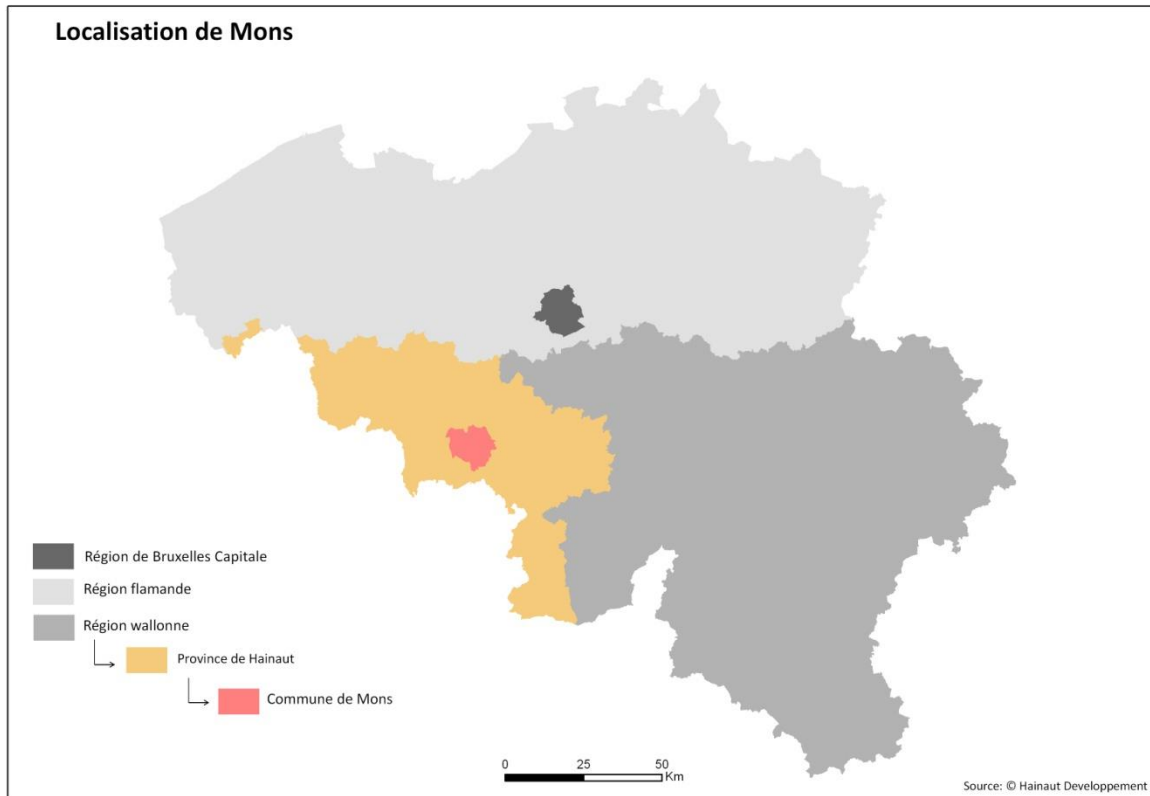 Localisation de Mons
Région de Bruxelles Capitale
Région flamande
Région wallonne
Province de Hainaut
Commune de Mons
0 25 50
Km
Source: © Hainaut Developpement